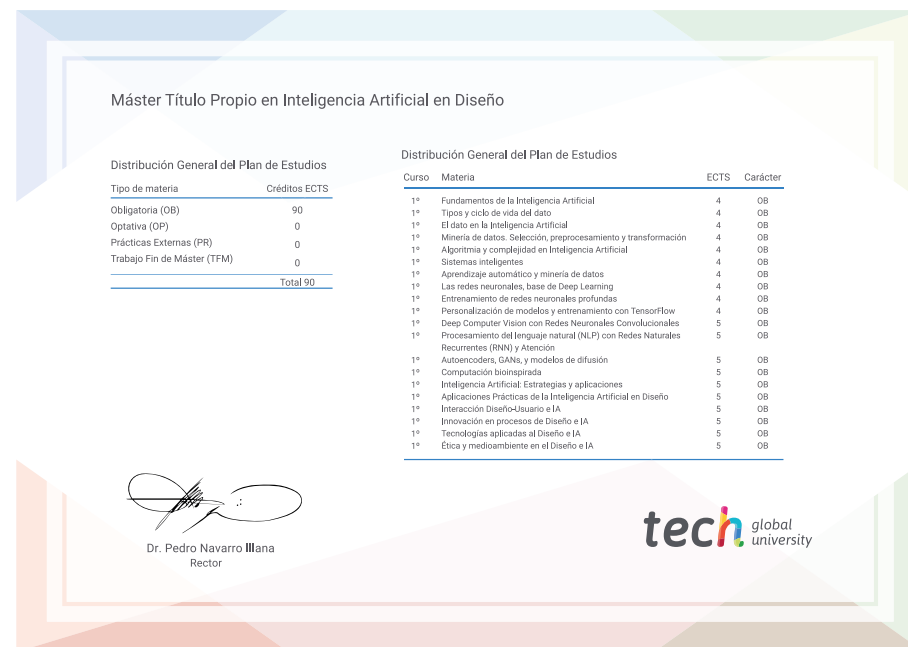 Máster Título Propio en Inteligencia Artificial en Diseño
Distribución General del Plan de Estudios
Tipo de materia Créditos ECTS
Obligatoria (OB) 90
Optativa (OP) 0
Prácticas Externas (PR) 0
Trabajo Fin de Máster (TFM) 0
Total 90
Distribución General del Plan de Estudios
Curso Materia ECTS Carácter
1º Fundamentos de la Inteligencia Artificial 4 OB
1º Tipos y ciclo de vida del dato 4 OB
1º El dato en la Inteligencia Artificial 4 OB
1º Minería de datos. Selección, preprocesamiento y transformación 4 OB
1º Algoritmia y complejidad en Inteligencia Artificial 4 OB
1º Sistemas inteligentes 4 OB
1º Aprendizaje automático y minería de datos 4 OB
1º Las redes neuronales, base de Deep Learning 4 OB
1º Entrenamiento de redes neuronales profundas 4 OB
1º Personalización de modelos y entrenamiento con TensorFlow 4 OB
1º Deep Computer Vision con Redes Neuronales Convolucionales 5 OB
1º Procesamiento del lenguaje natural (NLP) con Redes Naturales 5 OB
Recurrentes (RNN) y Atención
1º Autoencoders, GANs, y modelos de difusión 5 OB
1º Computación bioinspirada 5 OB
1º Inteligencia Artificial: Estrategias y aplicaciones 5 OB
1º Aplicaciones Prácticas de la Inteligencia Artificial en Diseño 5 OB
1º Interacción Diseño-Usuario e IA 5 OB
1º Innovación en procesos de Diseño e IA 5 OB
1º Tecnologías aplicadas al Diseño e IA 5 OB
1º Ética y medioambiente en el Diseño e IA 5 OB
Dr. Pedro Navarro Illana
Rector
tech global
university